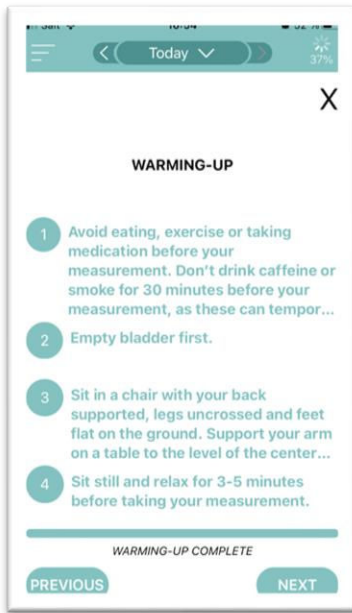 Today
37%
X
WARMING-UP
1
Avoid eating, exercise or taking
medication before your
measurement. Don't drink caffeine or
smoke for 30 minutes before your
measurement, as these can tempor...
2
Empty bladder first.
3
Sit in a chair with your back
supported, legs uncrossed and feet
flat on the ground. Support your arm
on a table to the level of the center...
4
Sit still and relax for 3-5 minutes
before taking your measurement.
WARMING-UP COMPLETE
PREVIOUS
NEXT